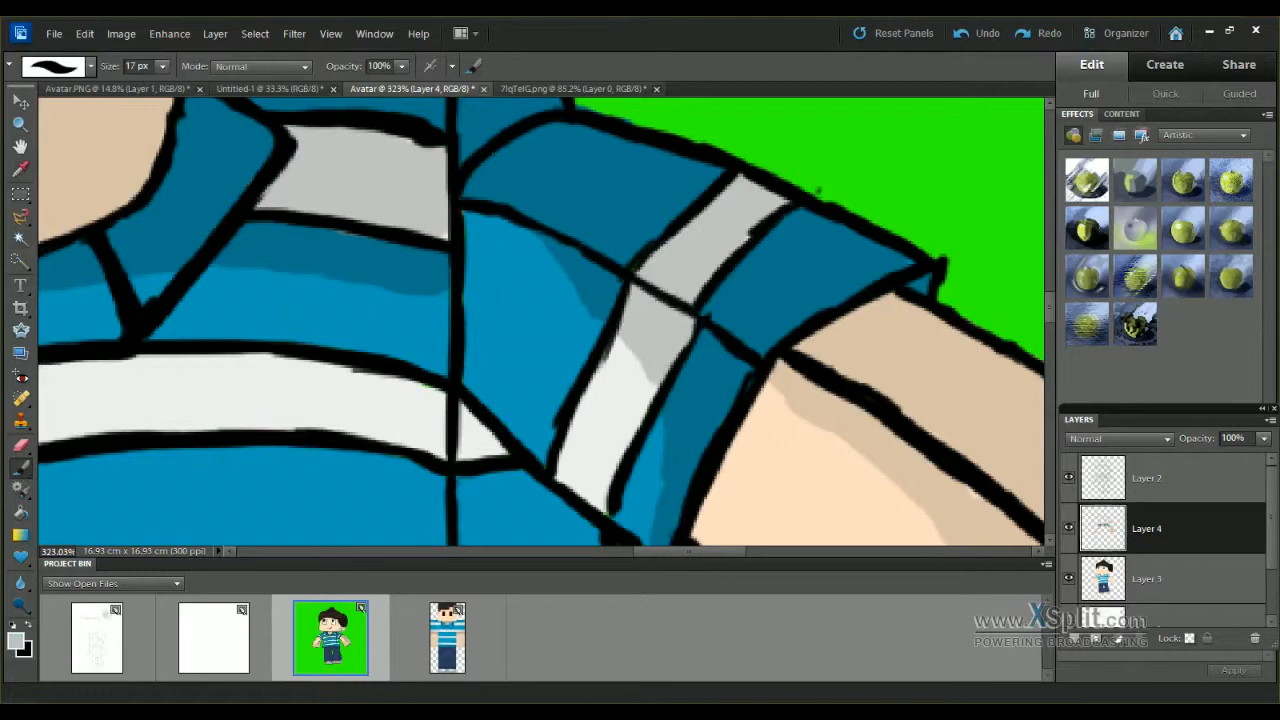 File Edit Image Enhance Layer Select Filter View Window Help Reset Panels Undo Redo Organizer
Size: 17 px Mode: Normal Opacity: 100% Edit Create Share
Avatar.PNG @ 14.8% (Layer 1, RGB/8) * × Untitled-1 @ 33.3% (RGB/8) * × Avatar @ 323% (Layer 4, RGB/8) * × 7IqTeIG.png @ 85.2% (Layer 0, RGB/8) * × Full Quick Guided
EFFECTS CONTENT
Artistic
LAYERS
Normal Opacity: 100%
Layer 2
Layer 4
323.03% 16.93 cm x 16.93 cm (300 ppi)
PROJECT BIN
Show Open Files
Layer 3
www.XSplit.com
POWERING BROADCASTING
Lock:
Apply